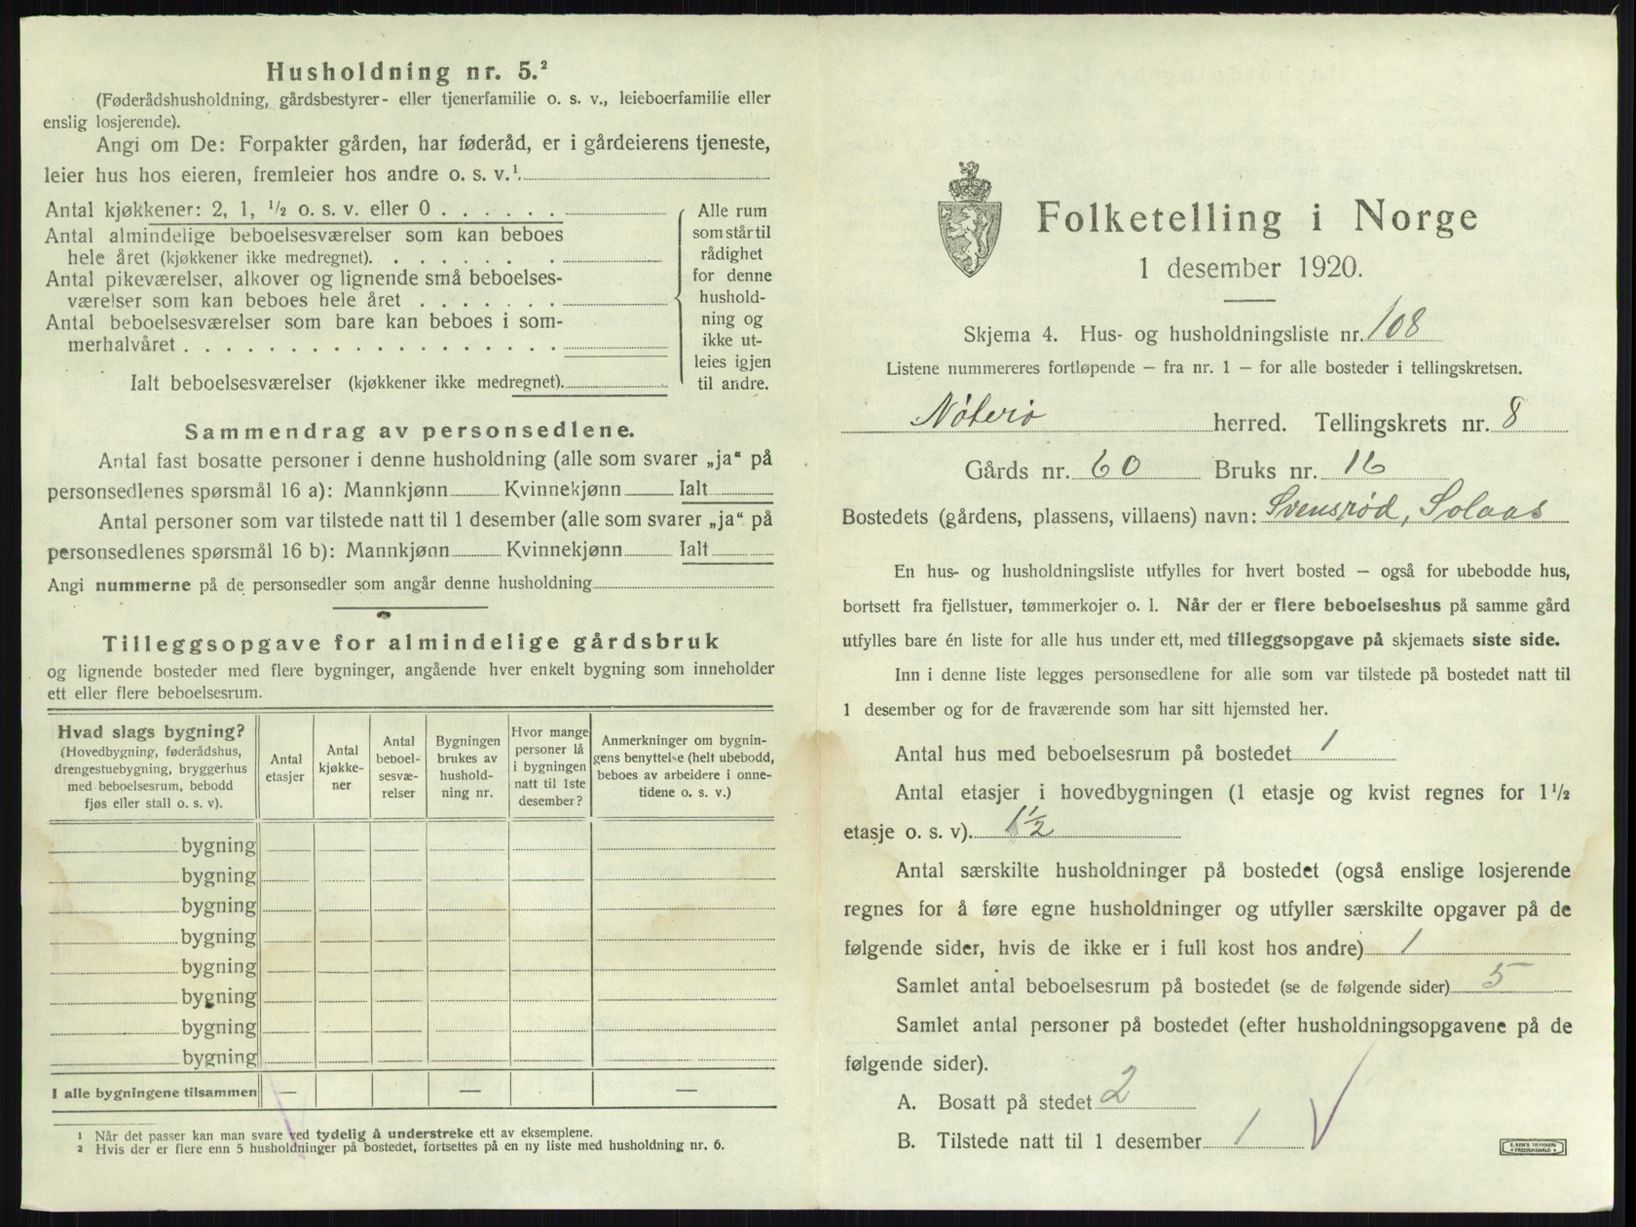 Husholdning nr. 5.²
(Føderådshusholdning, gårdsbestyrer- eller tjenerfamilie o. s. v., leieboerfamilie eller
enslig losjerende).
Angi om De: Forpakter gården, har føderåd, er i gårdeierens tjeneste,
leier hus hos eieren, fremleier hos andre o. s. v.¹
Antal kjøkkener: 2, 1, ¹/₂ o. s. v. eller 0 . . . . . .
Antal almindelige beboelsesværelser som kan beboes
hele året (kjøkkener ikke medregnet). . . . . . . .
Antal pikeværelser, alkover og lignende små beboelses-
værelser som kan beboes hele året . . . . . . .
Antal beboelsesværelser som bare kan beboes i som-
merhalvåret . . . . . . . . . . . . . . . . . .
Ialt beboelsesværelser (kjøkkener ikke medregnet).
Alle rum
som står til
rådighet
for denne
hushold-
ning og
ikke ut-
leies igjen
til andre.
Sammendrag av personsedlene.
Antal fast bosatte personer i denne husholdning (alle som svarer „ja“ på
personsedlenes spørsmål 16 a): Mannkjønn Kvinnekjønn Ialt
Antal personer som var tilstede natt til 1 desember (alle som svarer „ja“ på
personsedlenes spørsmål 16 b): Mannkjønn Kvinnekjønn Ialt
Angi nummerne på de personsedler som angår denne husholdning
Tilleggsopgave for almindelige gårdsbruk
og lignende bosteder med flere bygninger, angående hver enkelt bygning som inneholder
ett eller flere beboelsesrum.
Hvad slags bygning?
(Hovedbygning, føderådshus,
drengestuebygning, bryggerhus
med beboelsesrum, bebodd
fjøs eller stall o. s. v).
Antal
etasjer
Antal
kjøkke-
ner
Antal
beboel-
sesvæ-
relser
Bygningen
brukes av
hushold-
ning nr.
Hvor mange
personer lå
i bygningen
natt til 1ste
desember?
Anmerkninger om bygnin-
gens benyttelse (helt ubebodd,
beboes av arbeidere i onne-
tidene o. s. v.)
bygning
bygning
bygning
bygning
bygning
bygning
bygning
bygning
I alle bygningene tilsammen — — —
¹ Når det passer kan man svare ved tydelig å understreke ett av eksemplene.
² Hvis der er flere enn 5 husholdninger på bostedet, fortsettes på en ny liste med husholdning nr. 6.
Folketelling i Norge
1 desember 1920.
Skjema 4. Hus- og husholdningsliste nr. 108
Listene nummereres fortløpende — fra nr. 1 — for alle bosteder i tellingskretsen.
Nøterø herred. Tellingskrets nr. 8
Gårds nr. 60 Bruks nr. 16
Bostedets (gårdens, plassens, villaens) navn: Svensrød, Solaas
En hus- og husholdningsliste utfylles for hvert bosted — også for ubebodde hus,
bortsett fra fjellstuer, tømmerkojer o. l. Når der er flere beboelseshus på samme gård
utfylles bare én liste for alle hus under ett, med tilleggsopgave på skjemaets siste side.
Inn i denne liste legges personsedlene for alle som var tilstede på bostedet natt til
1 desember og for de fraværende som har sitt hjemsted her.
Antal hus med beboelsesrum på bostedet 1
Antal etasjer i hovedbygningen (1 etasje og kvist regnes for 1¹/₂
etasje o. s. v). 1½
Antal særskilte husholdninger på bostedet (også enslige losjerende
regnes for å føre egne husholdninger og utfyller særskilte opgaver på de
følgende sider, hvis de ikke er i full kost hos andre) 1
Samlet antal beboelsesrum på bostedet (se de følgende sider) 5
Samlet antal personer på bostedet (efter husholdningsopgavene på de
følgende sider).
A. Bosatt på stedet 2
B. Tilstede natt til 1 desember 1